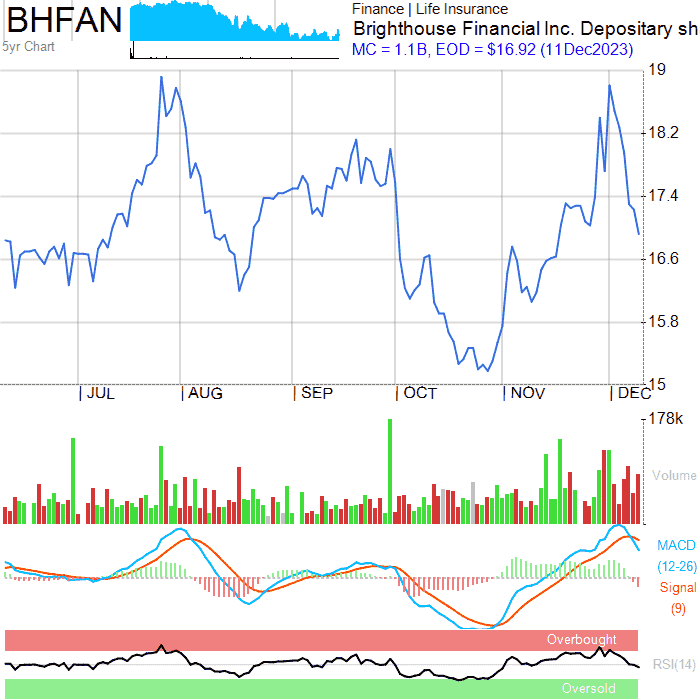 BHFAN
5yr Chart
Finance | Life Insurance
Brighthouse Financial Inc. Depositary sh
MC = 1.1B, EOD = $16.92 (11Dec2023)
19
18.2
17.4
16.6
15.8
15
| JUL | AUG | SEP | OCT | NOV | DEC
178k
Volume
MACD
(12-26)
Signal
(9)
Overbought
RSI(14)
Oversold